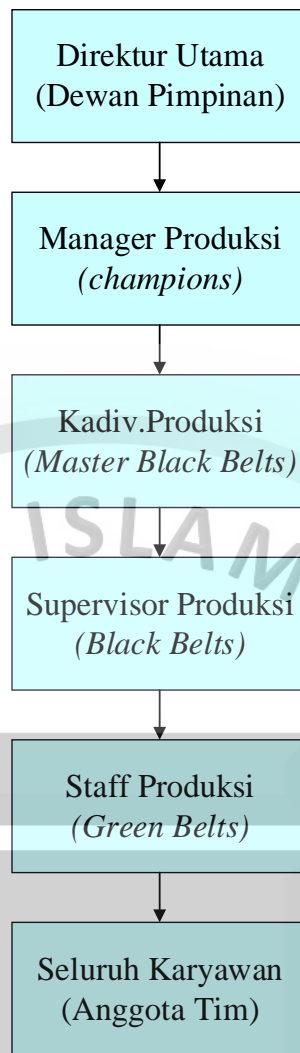 Direktur Utama
(Dewan Pimpinan)
Manager Produksi
(champions)
Kadiv.Produksi
(Master Black Belts)
ISLAM
Supervisor Produksi
(Black Belts)
Staff Produksi
(Green Belts)
Seluruh Karyawan
(Anggota Tim)